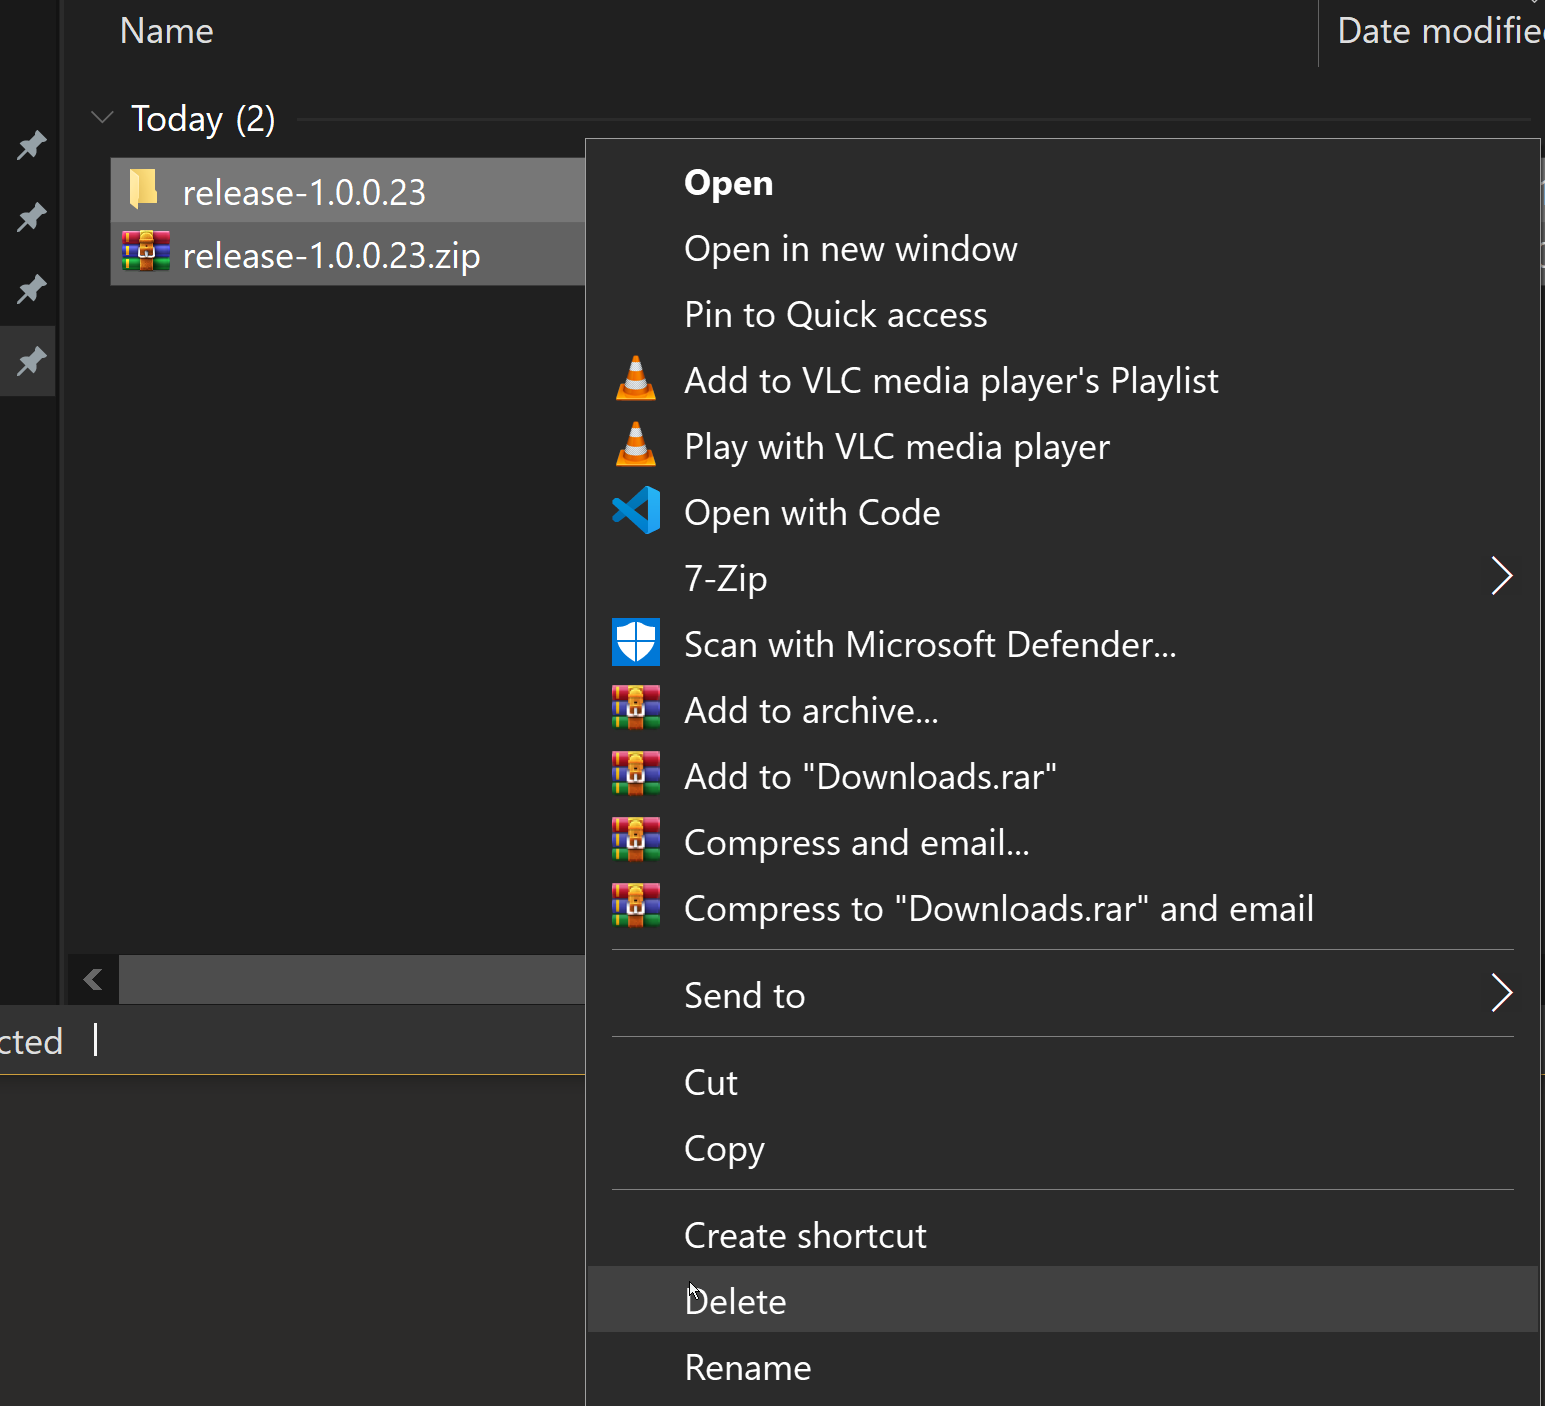 Name
Date modifie
Today (2)
release-1.0.0.23
release-1.0.0.23.zip
Open
Open in new window
Pin to Quick access
Add to VLC media player's Playlist
Play with VLC media player
Open with Code
7-Zip
Scan with Microsoft Defender...
Add to archive...
Add to "Downloads.rar"
Compress and email...
Compress to "Downloads.rar" and email
Send to
cted
Cut
Copy
Create shortcut
Delete
Rename